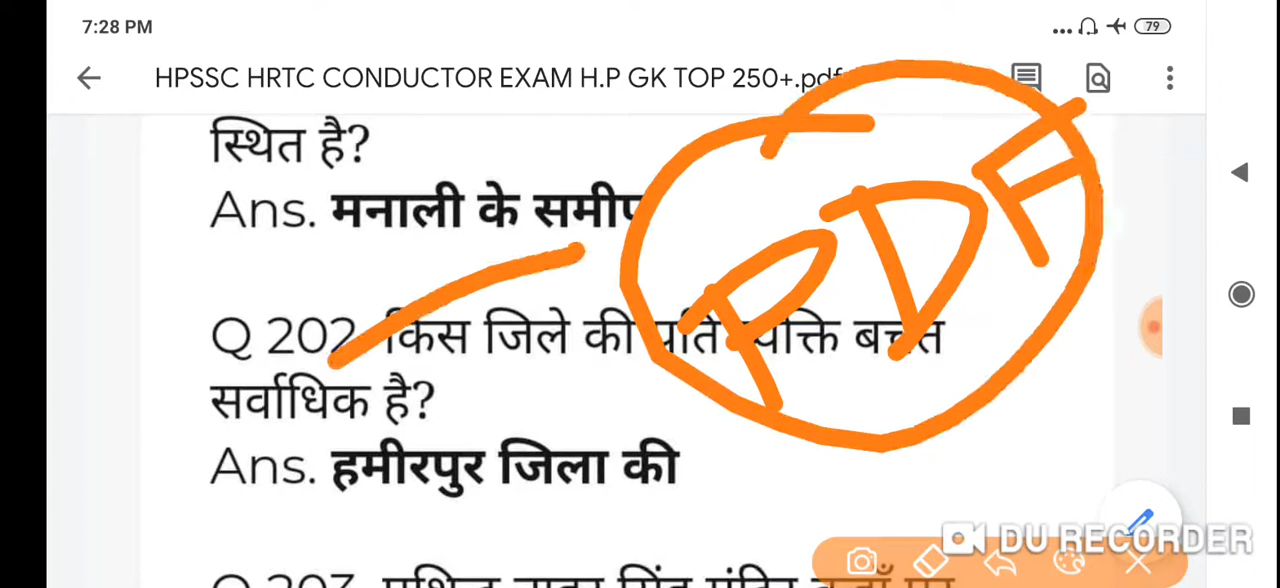 7:28 PM
79
HPSSC HRTC CONDUCTOR EXAM H.P GK TOP 250+.pdf
स्थित है?
Ans. मनाली के समीप
PDF
Q 202. किस जिले की प्रति व्यक्ति बचत
सर्वाधिक है?
Ans. हमीरपुर जिला की
DU RECORDER
Q 203.